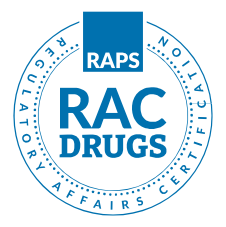 RAPS
RAC
DRUGS
REGULATORY AFFAIRS CERTIFICATION